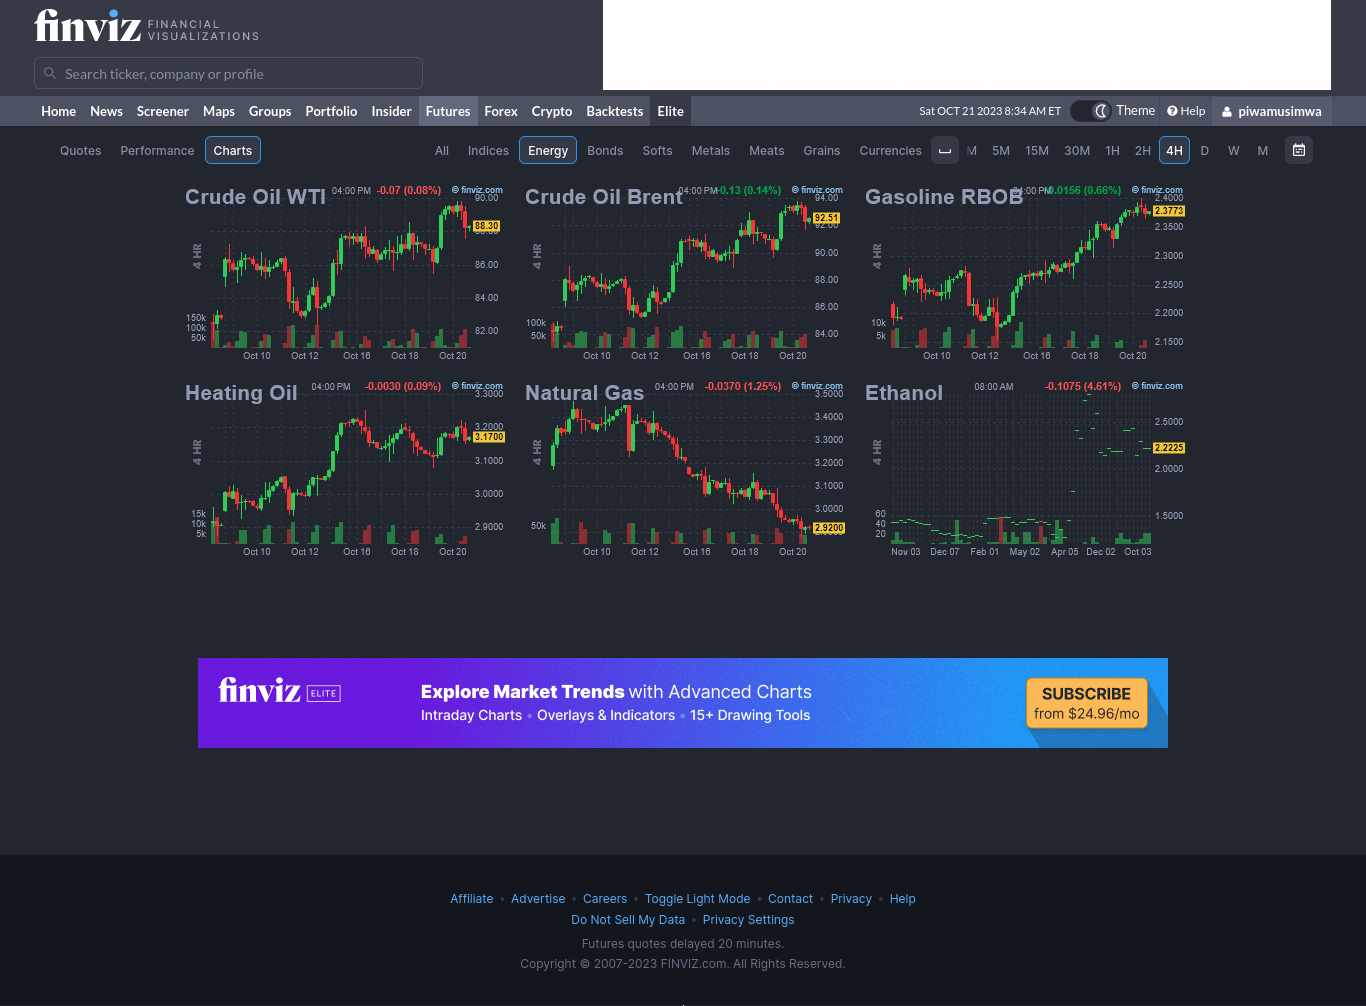 finviz FINANCIAL VISUALIZATIONS
Search ticker, company or profile
Home News Screener Maps Groups Portfolio Insider Futures Forex Crypto Backtests Elite Sat OCT 21 2023 8:34 AM ET Theme Help piwamusimwa
Quotes Performance Charts All Indices Energy Bonds Softs Metals Meats Grains Currencies M 5M 15M 30M 1H 2H 4H D W M
Crude Oil WTI 04:00 PM -0.07 (0.08%) © finviz.com
90.00
88.30
86.00
84.00
82.00
4 HR
150k
100k
50k
Oct 10 Oct 12 Oct 16 Oct 18 Oct 20
Crude Oil Brent 04:00 PM +0.13 (0.14%) © finviz.com
94.00
92.51
92.00
90.00
88.00
86.00
84.00
4 HR
100k
50k
Oct 10 Oct 12 Oct 16 Oct 18 Oct 20
Gasoline RBOB 04:00 PM +0.0156 (0.66%) © finviz.com
2.4000
2.3773
2.3500
2.3000
2.2500
2.2000
2.1500
4 HR
10k
5k
Oct 10 Oct 12 Oct 16 Oct 18 Oct 20
Heating Oil 04:00 PM -0.0030 (0.09%) © finviz.com
3.3000
3.2000
3.1700
3.1000
3.0000
2.9000
4 HR
15k
10k
5k
Oct 10 Oct 12 Oct 16 Oct 18 Oct 20
Natural Gas 04:00 PM -0.0370 (1.25%) © finviz.com
3.5000
3.4000
3.3000
3.2000
3.1000
3.0000
2.9200
4 HR
50k
Oct 10 Oct 12 Oct 16 Oct 18 Oct 20
Ethanol 08:00 AM -0.1075 (4.61%) © finviz.com
2.5000
2.2225
2.0000
1.5000
4 HR
60
40
20
Nov 03 Dec 07 Feb 01 May 02 Apr 05 Dec 02 Oct 03
finviz ELITE
Explore Market Trends with Advanced Charts
Intraday Charts • Overlays & Indicators • 15+ Drawing Tools
SUBSCRIBE
from $24.96/mo
Affiliate • Advertise • Careers • Toggle Light Mode • Contact • Privacy • Help
Do Not Sell My Data • Privacy Settings
Futures quotes delayed 20 minutes.
Copyright © 2007-2023 FINVIZ.com. All Rights Reserved.